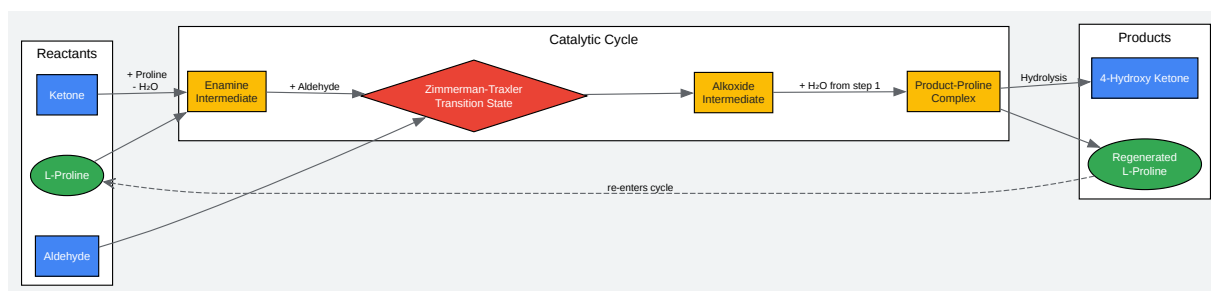 Reactants
Ketone
L-Proline
Aldehyde
+ Proline
- H₂O
Catalytic Cycle
Enamine
Intermediate
+ Aldehyde
Zimmerman-Traxler
Transition State
Alkoxide
Intermediate
+ H₂O from step 1
Product-Proline
Complex
Hydrolysis
Products
4-Hydroxy Ketone
Regenerated
L-Proline
re-enters cycle